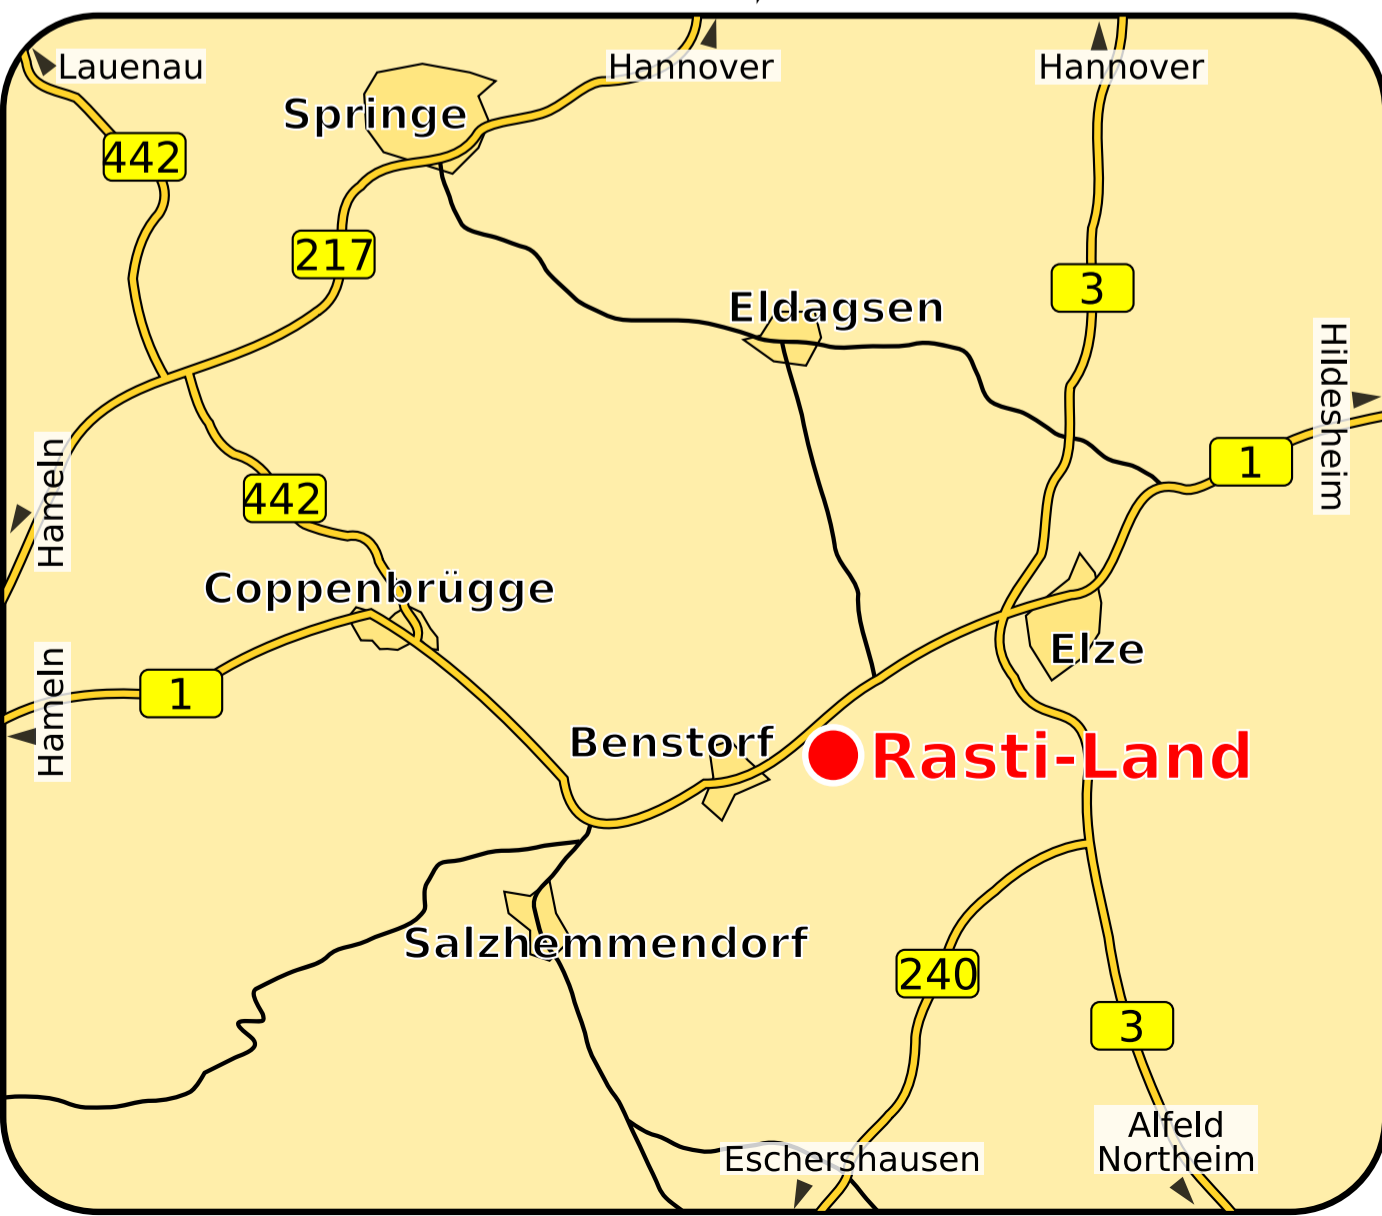 Lauenau
Hannover
Hannover
Springe
442
217
3
Eldagsen
Hildesheim
1
Hameln
442
Coppenbrügge
Elze
Hameln
1
Benstorf
Rasti-Land
Salzhemmendorf
240
3
Alfeld
Northeim
Eschershausen